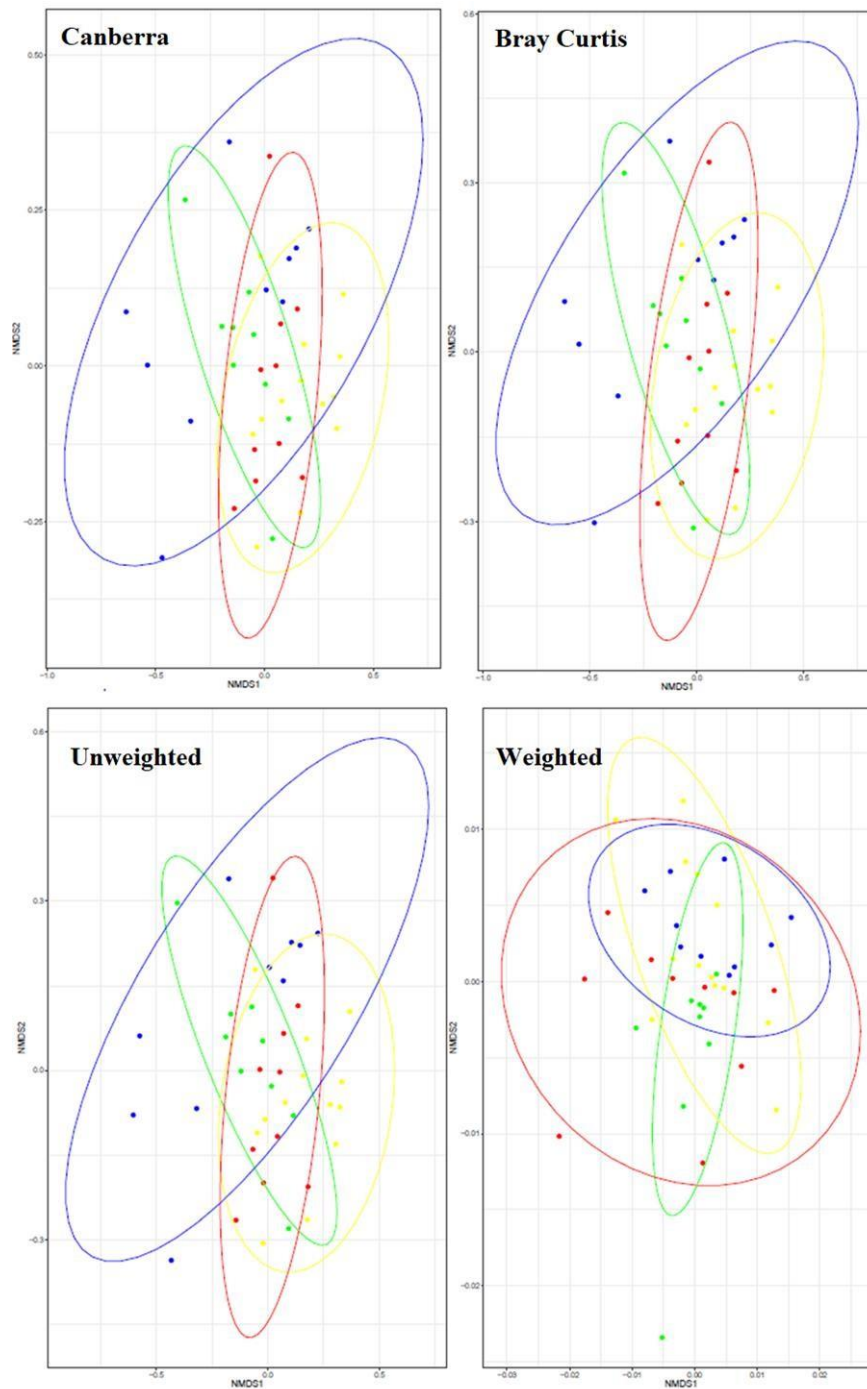 Canberra
0.50
0.25
0.00
−0.25
NMDS2
−1.0
−0.5
0.0
0.5
NMDS1
Bray Curtis
0.6
0.3
0.0
−0.3
NMDS2
−1.0
−0.5
0.0
0.5
NMDS1
Unweighted
0.6
0.3
0.0
−0.3
NMDS2
−0.5
0.0
0.5
NMDS1
Weighted
0.01
0.00
−0.01
−0.02
NMDS2
−0.03
−0.02
−0.01
0.00
0.01
0.02
NMDS1